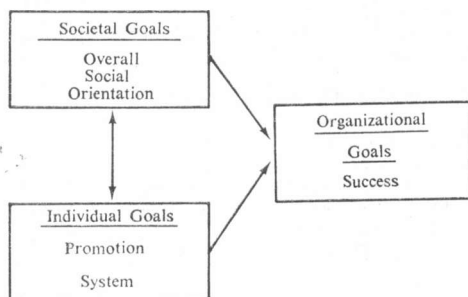 Societal Goals
Overall
Social
Orientation
Organizational
Goals
Success
Individual Goals
Promotion
System